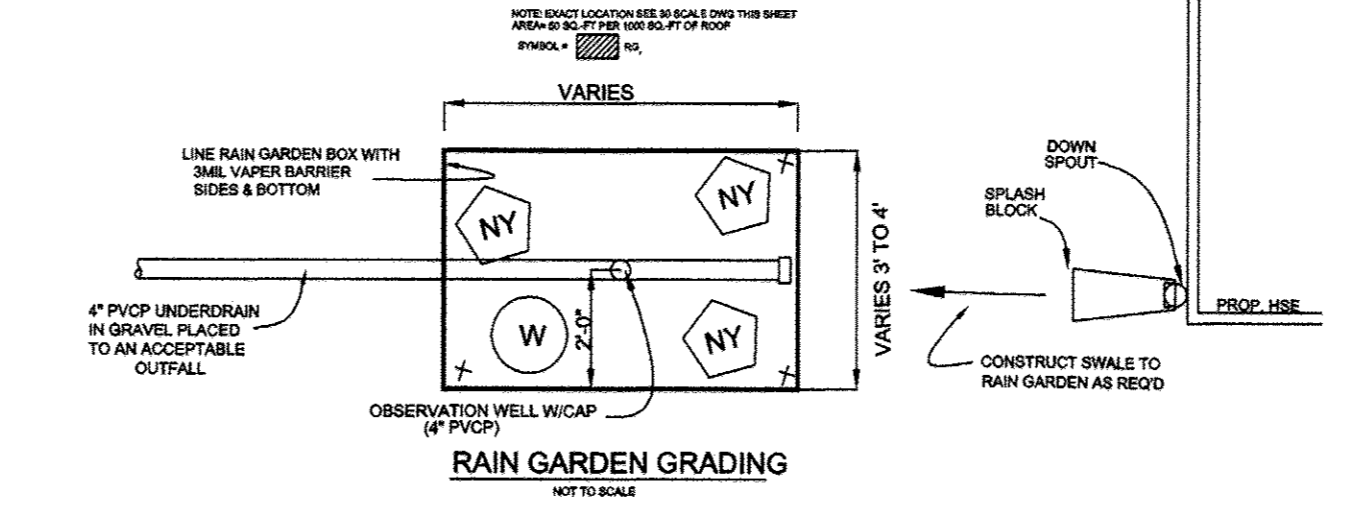 NOTE: EXACT LOCATION SEE 30 SCALE DWG THIS SHEET
AREA= 50 SQ.-FT PER 1000 SQ.-FT OF ROOF
SYMBOL = RG,
VARIES
LINE RAIN GARDEN BOX WITH
3MIL VAPER BARRIER
SIDES & BOTTOM
NY
NY
W
NY
2'-0"
VARIES 3' TO 4'
4" PVCP UNDERDRAIN
IN GRAVEL PLACED
TO AN ACCEPTABLE
OUTFALL
OBSERVATION WELL W/CAP
(4" PVCP)
DOWN
SPOUT
SPLASH
BLOCK
PROP. HSE
CONSTRUCT SWALE TO
RAIN GARDEN AS REQ'D
RAIN GARDEN GRADING
NOT TO SCALE